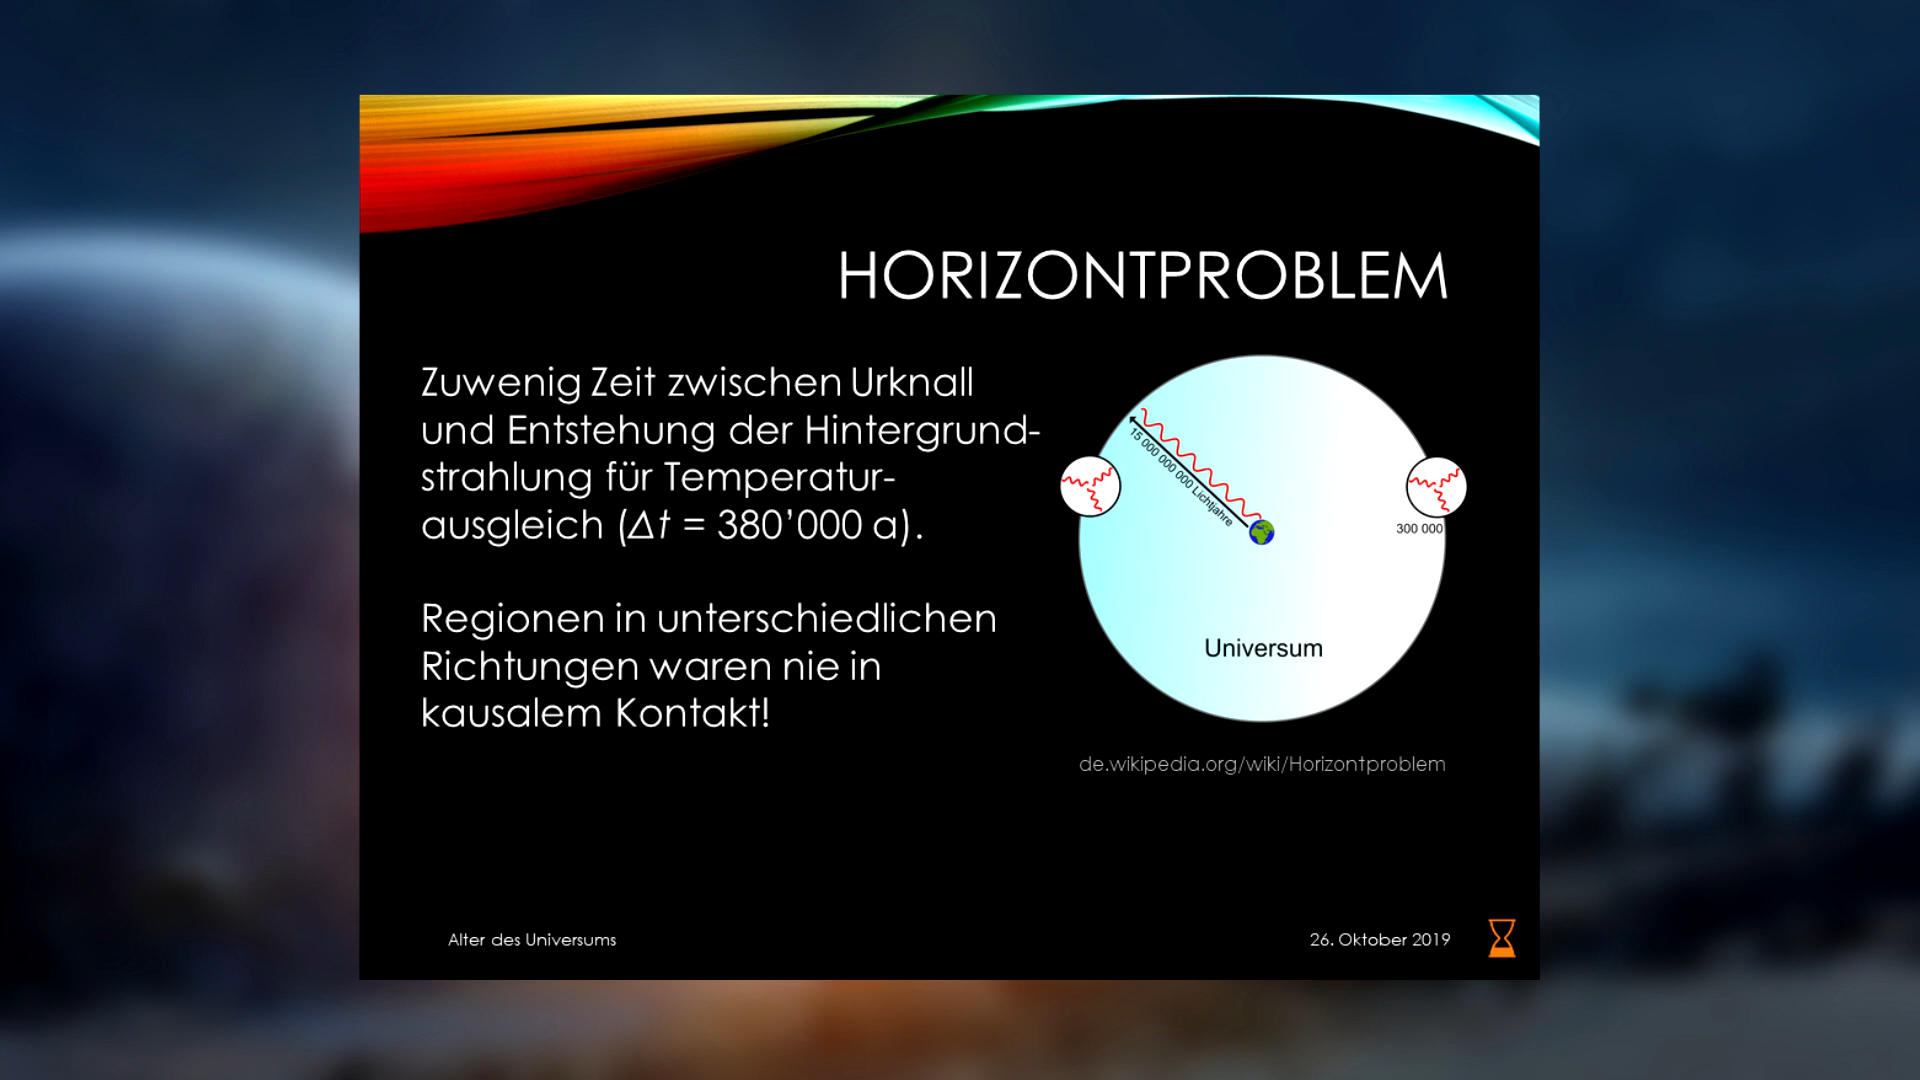 HORIZONTPROBLEM
Zuwenig Zeit zwischen Urknall
und Entstehung der Hintergrund-
strahlung für Temperatur-
ausgleich (Δt = 380’000 a).
Regionen in unterschiedlichen
Richtungen waren nie in
kausalem Kontakt!
15 000 000 000 Lichtjahre
300 000
Universum
de.wikipedia.org/wiki/Horizontproblem
Alter des Universums
26. Oktober 2019